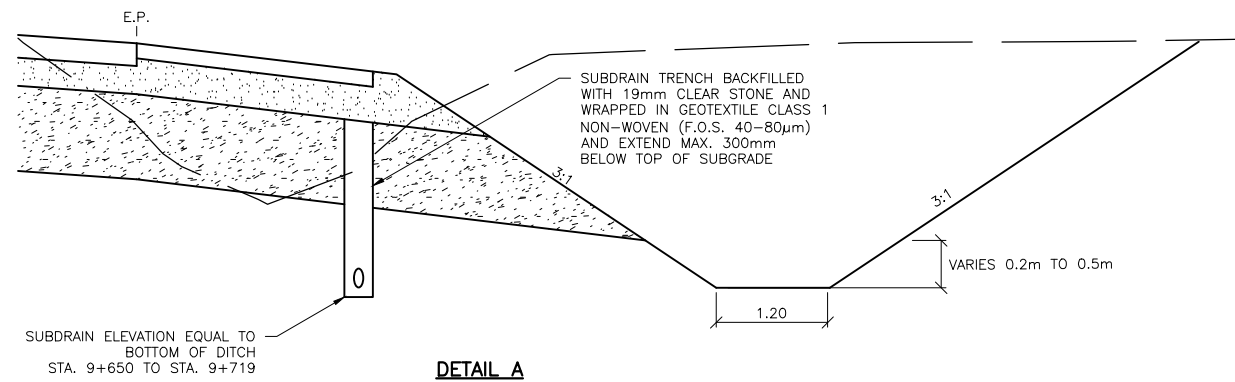 E.P.
SUBDRAIN TRENCH BACKFILLED
WITH 19mm CLEAR STONE AND
WRAPPED IN GEOTEXTILE CLASS 1
NON-WOVEN (F.O.S. 40-80µm)
AND EXTEND MAX. 300mm
BELOW TOP OF SUBGRADE
3:1
3:1
VARIES 0.2m TO 0.5m
1.20
SUBDRAIN ELEVATION EQUAL TO
BOTTOM OF DITCH
STA. 9+650 TO STA. 9+719
DETAIL A